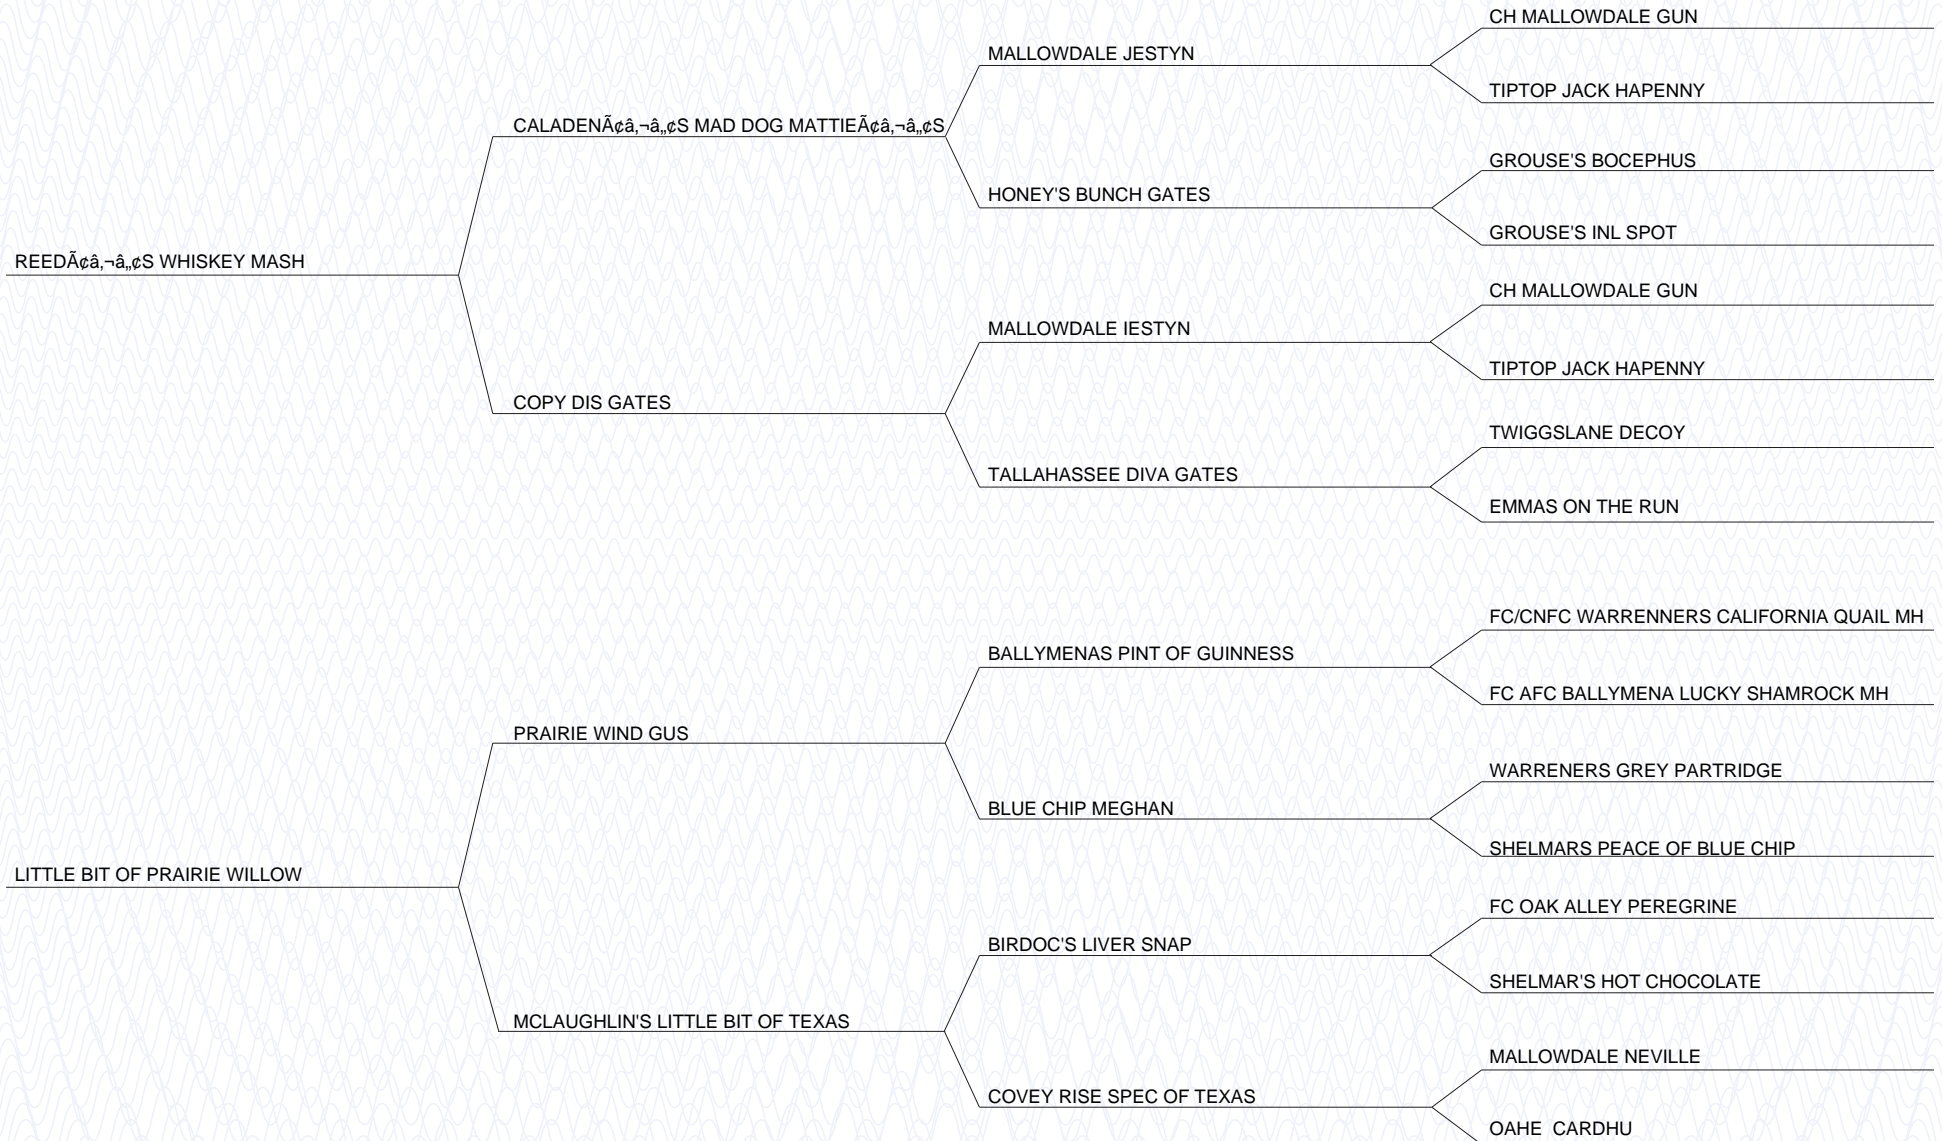 CH MALLOWDALE GUN
MALLOWDALE JESTYN
TIPTOP JACK HAPENNY
CALADENÃ¢â‚¬â„¢S MAD DOG MATTIEÃ¢â‚¬â„¢S
GROUSE'S BOCEPHUS
HONEY'S BUNCH GATES
GROUSE'S INL SPOT
REEDÃ¢â‚¬â„¢S WHISKEY MASH
CH MALLOWDALE GUN
MALLOWDALE IESTYN
TIPTOP JACK HAPENNY
COPY DIS GATES
TWIGGSLANE DECOY
TALLAHASSEE DIVA GATES
EMMAS ON THE RUN
FC/CNFC WARRENNERS CALIFORNIA QUAIL MH
BALLYMENAS PINT OF GUINNESS
FC AFC BALLYMENA LUCKY SHAMROCK MH
PRAIRIE WIND GUS
WARRENERS GREY PARTRIDGE
BLUE CHIP MEGHAN
SHELMARS PEACE OF BLUE CHIP
LITTLE BIT OF PRAIRIE WILLOW
FC OAK ALLEY PEREGRINE
BIRDOC'S LIVER SNAP
SHELMAR'S HOT CHOCOLATE
MCLAUGHLIN'S LITTLE BIT OF TEXAS
MALLOWDALE NEVILLE
COVEY RISE SPEC OF TEXAS
OAHE  CARDHU